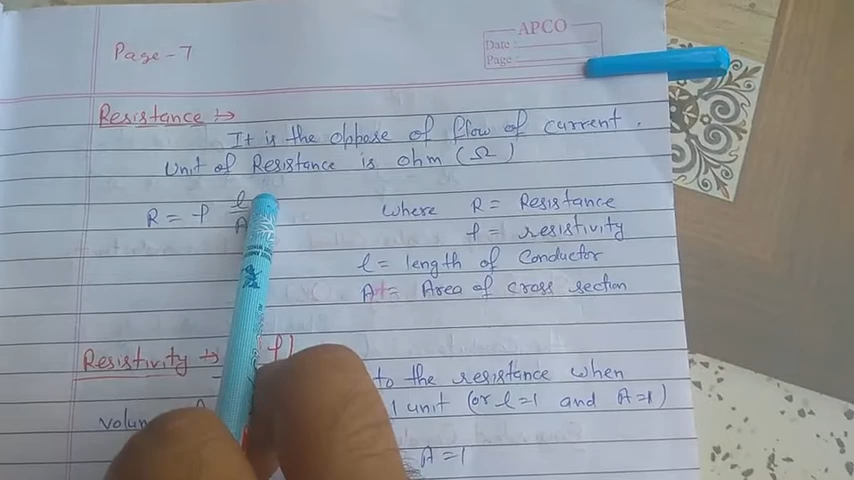 APCO
Date :
Page :
Page-7
Resistance →
It is the oppose of flow of current.
Unit of Resistance is ohm (Ω)
R = ρ l/A
where R = Resistance
ρ = resistivity
l = length of Conductor
A = Area of cross section
Resistivity → (ρ)
to the resistance when
1 unit (or l=1 and A=1)
A=1